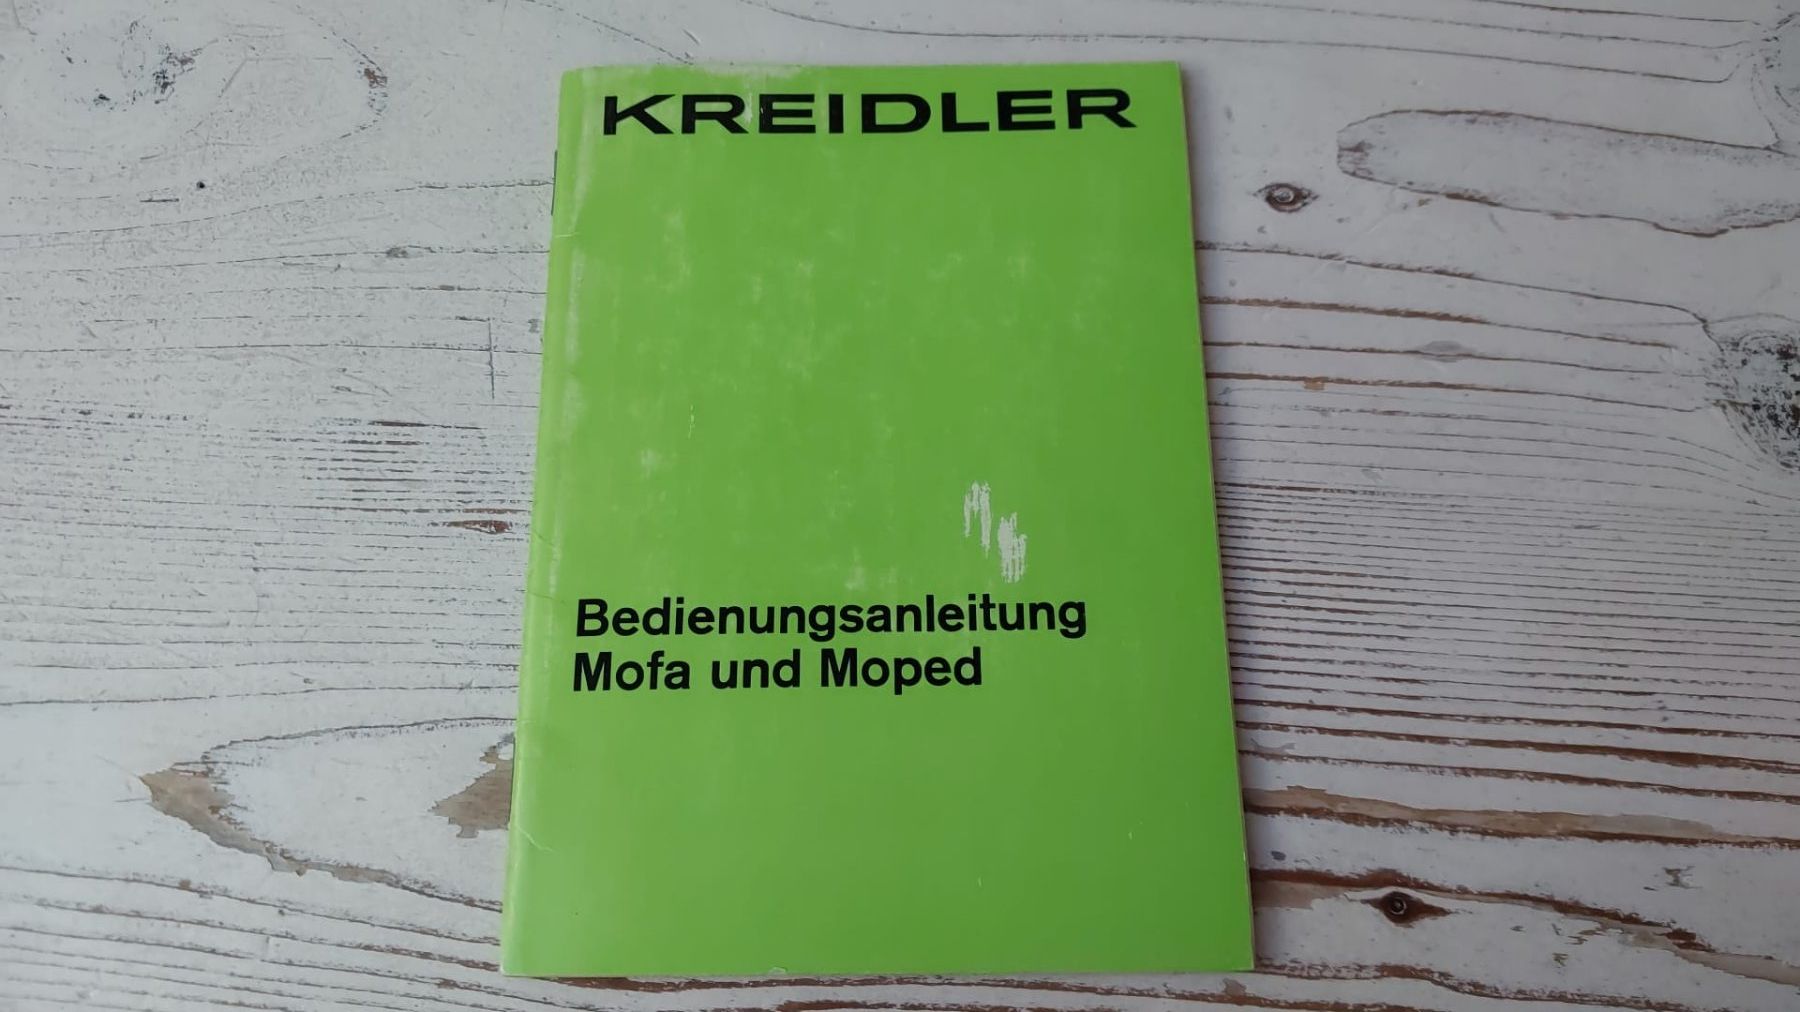 KREIDLER
Bedienungsanleitung
Mofa und Moped